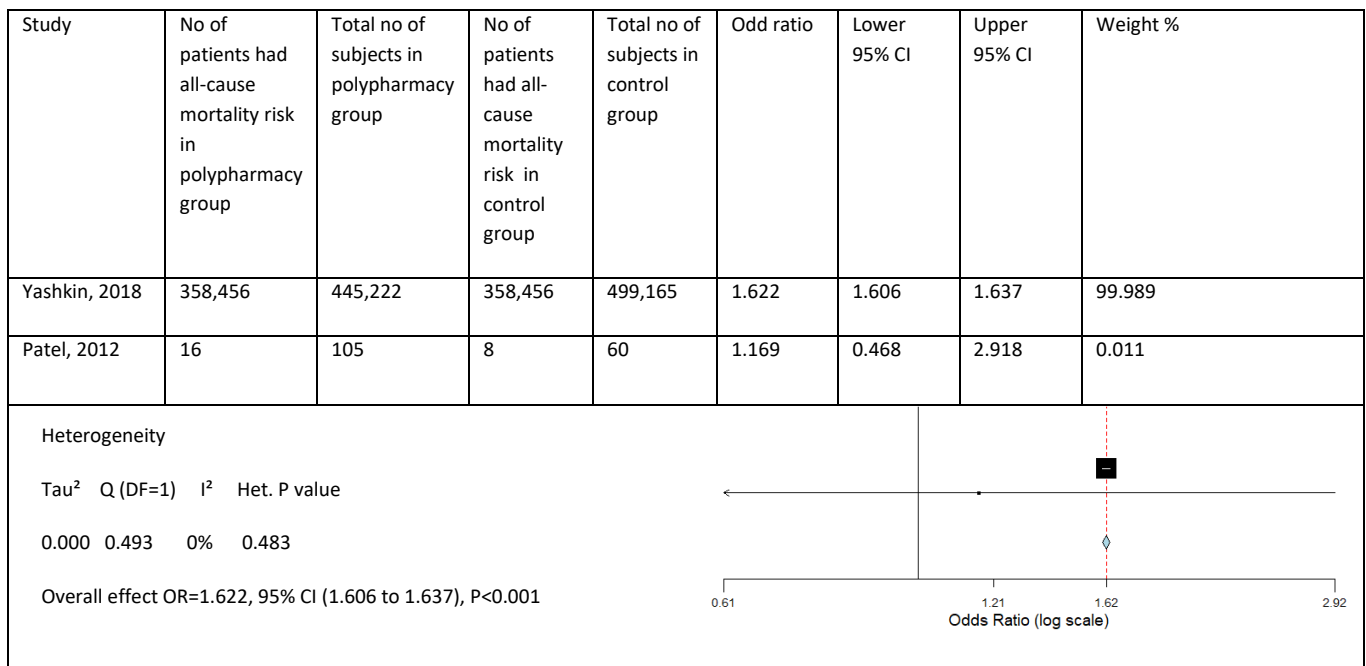 Study
No of
patients had
all-cause
mortality risk
in
polypharmacy
group
Total no of
subjects in
polypharmacy
group
No of
patients
had all-
cause
mortality
risk in
control
group
Total no of
subjects in
control
group
Odd ratio
Lower
95% CI
Upper
95% CI
Weight %
Yashkin, 2018 358,456 445,222 358,456 499,165 1.622 1.606 1.637 99.989
Patel, 2012 16 105 8 60 1.169 0.468 2.918 0.011
Heterogeneity
Tau² Q (DF=1) I² Het. P value
0.000 0.493 0% 0.483
Overall effect OR=1.622, 95% CI (1.606 to 1.637), P<0.001
0.61 1.21 1.62 2.92
Odds Ratio (log scale)